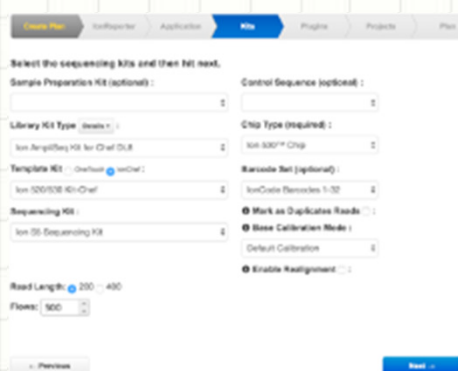 Create Plan
IonReporter
Application
Kits
Plugins
Projects
Plan
Select the sequencing kits and then hit next.
Sample Preparation Kit (optional) :
Control Sequence (optional) :
Library Kit Type Details :
Chip Type (required) :
Ion AmpliSeq Kit for Chef DL8
Ion 530™ Chip
Template Kit OneTouch IonChef :
Barcode Set (optional) :
Ion 520/530 Kit-Chef
IonCode Barcodes 1-32
Sequencing Kit :
Mark as Duplicates Reads :
Ion S5 Sequencing Kit
Base Calibration Mode :
Default Calibration
Enable Realignment :
Read Length: 200 400
Flows: 500
← Previous
Next →